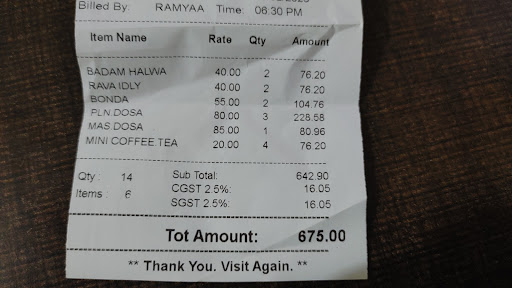 Billed By: RAMYAA Time: 06:30 PM
Item Name Rate Qty Amount
BADAM HALWA 40.00 2 76.20
RAVA IDLY 40.00 2 76.20
BONDA 55.00 2 104.76
PLN DOSA 80.00 3 228.58
MAS DOSA 85.00 1 80.96
MINI COFFEE TEA 20.00 4 76.20
Qty : 14 Sub Total: 642.90
CGST 2.5%: 16.05
Items : 6 SGST 2.5%: 16.05
Tot Amount: 675.00
** Thank You. Visit Again. **